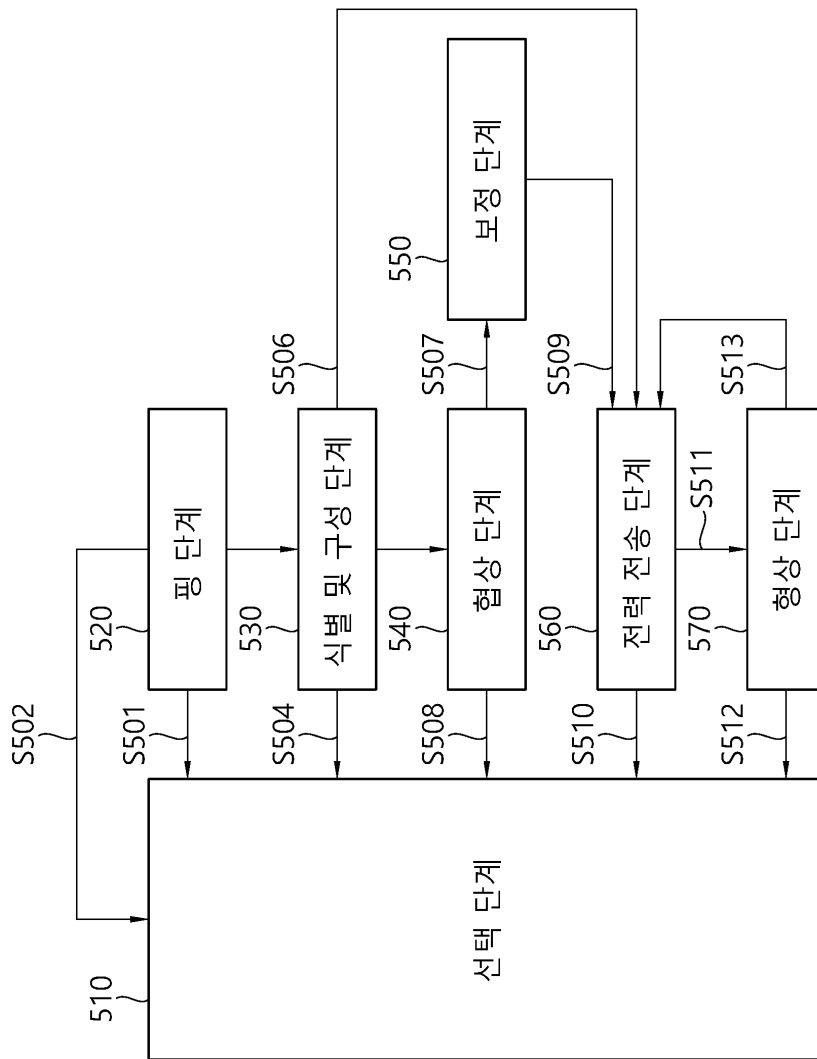 S502
510
선택 단계
520
핑 단계
S501
530
식별 및 구성 단계
S504
S506
540
협상 단계
S508
S507
550
보정 단계
S509
560
전력 전송 단계
S510
S511
570
형상 단계
S512
S513